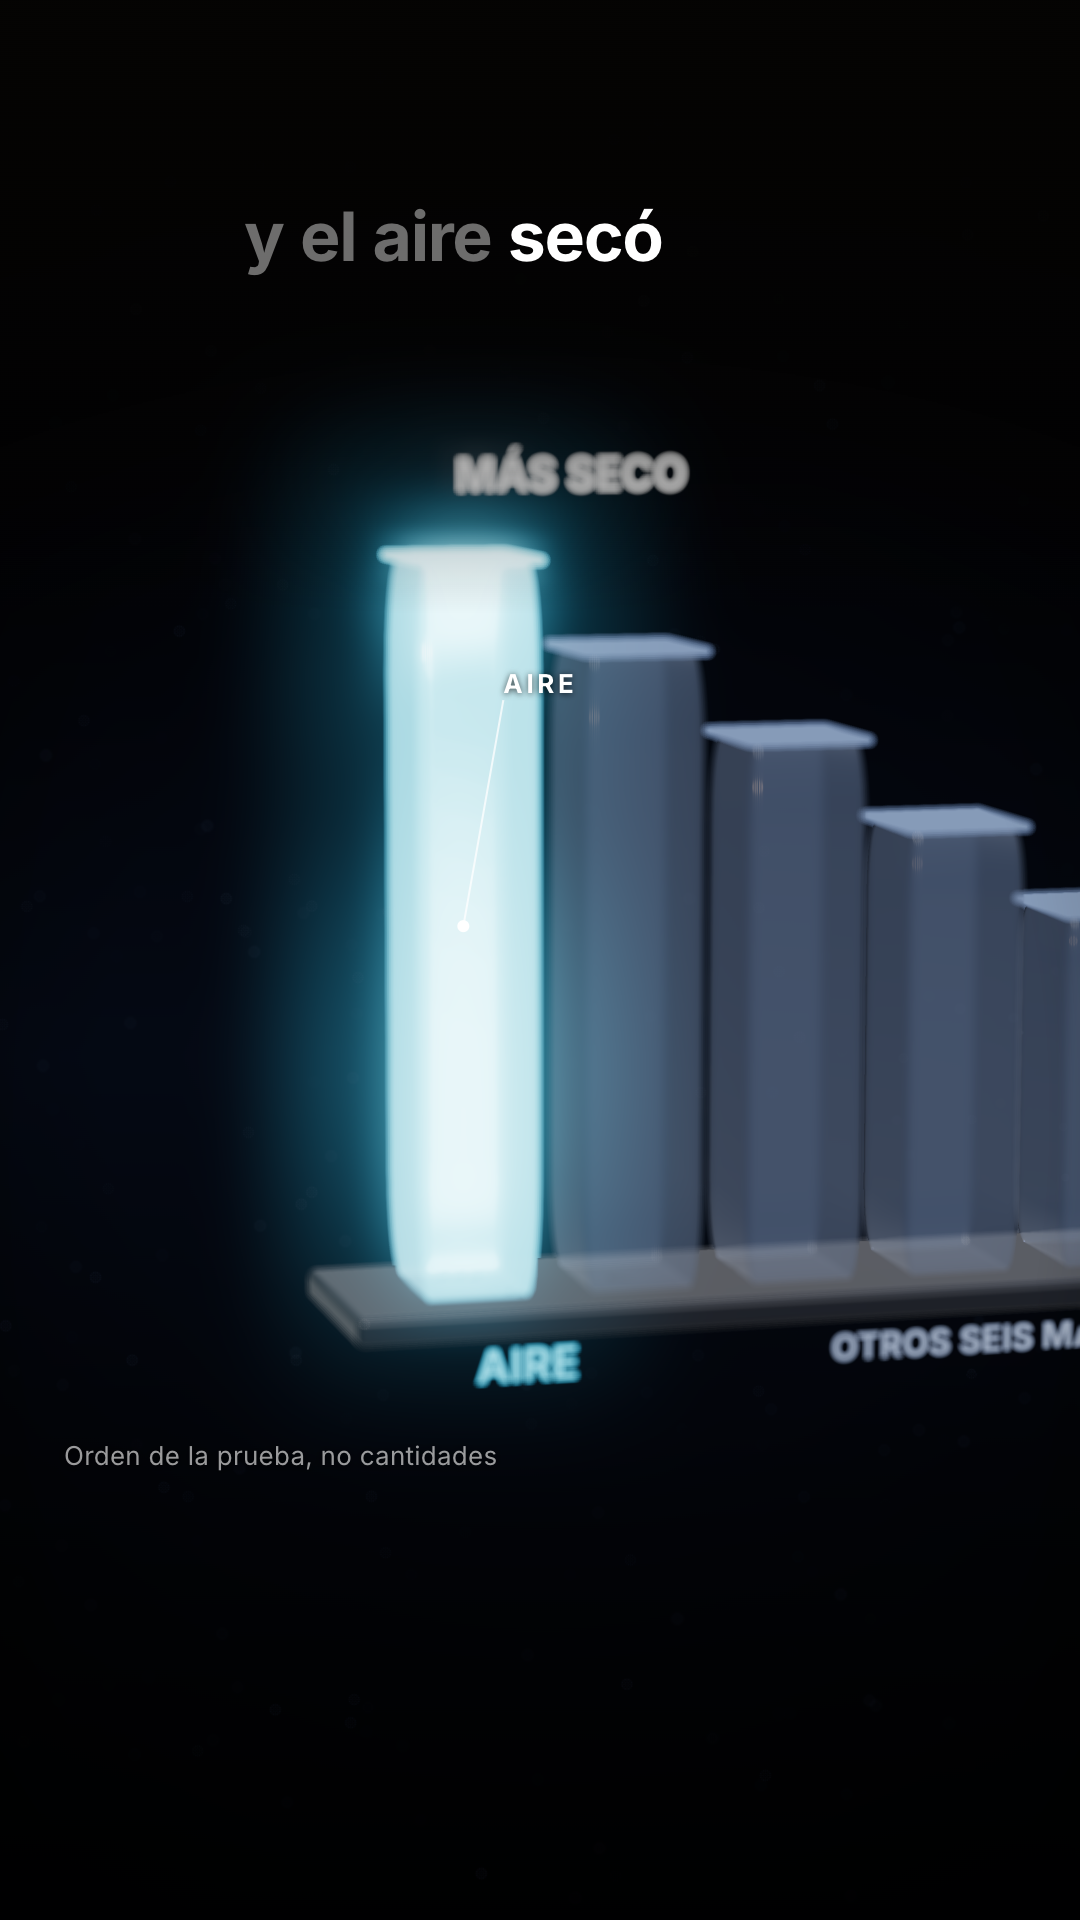 y el aire secó
MÁS SECO
AIRE
AIRE
OTROS SEIS
Orden de la prueba, no cantidades